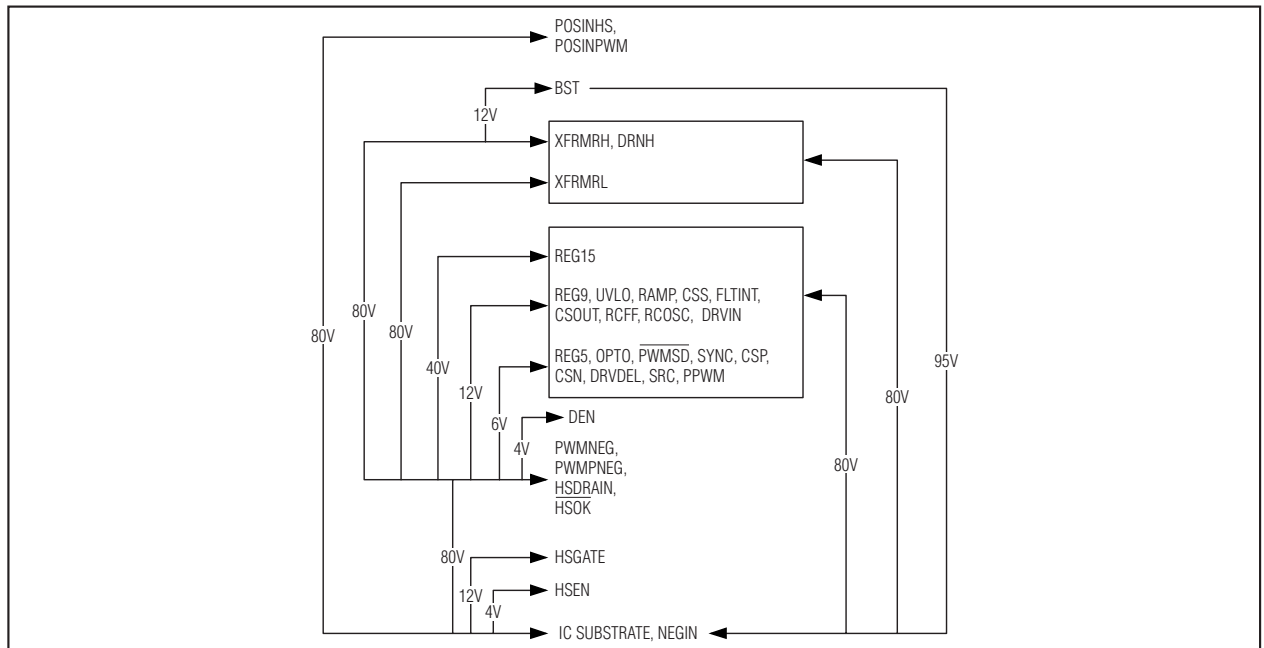 POSINHS,
POSINPWM
BST
12V
XFRMRH, DRNH
XFRMRL
REG15
REG9, UVLO, RAMP, CSS, FLTINT,
CSOUT, RCFF, RCOSC, DRVIN
REG5, OPTO, PWMSD, SYNC, CSP,
CSN, DRVDEL, SRC, PPWM
80V
80V
80V
40V
12V
6V
4V
95V
80V
80V
DEN
PWMNEG,
PWMPNEG,
HSDRAIN,
HSOK
80V
HSGATE
12V
HSEN
4V
IC SUBSTRATE, NEGIN